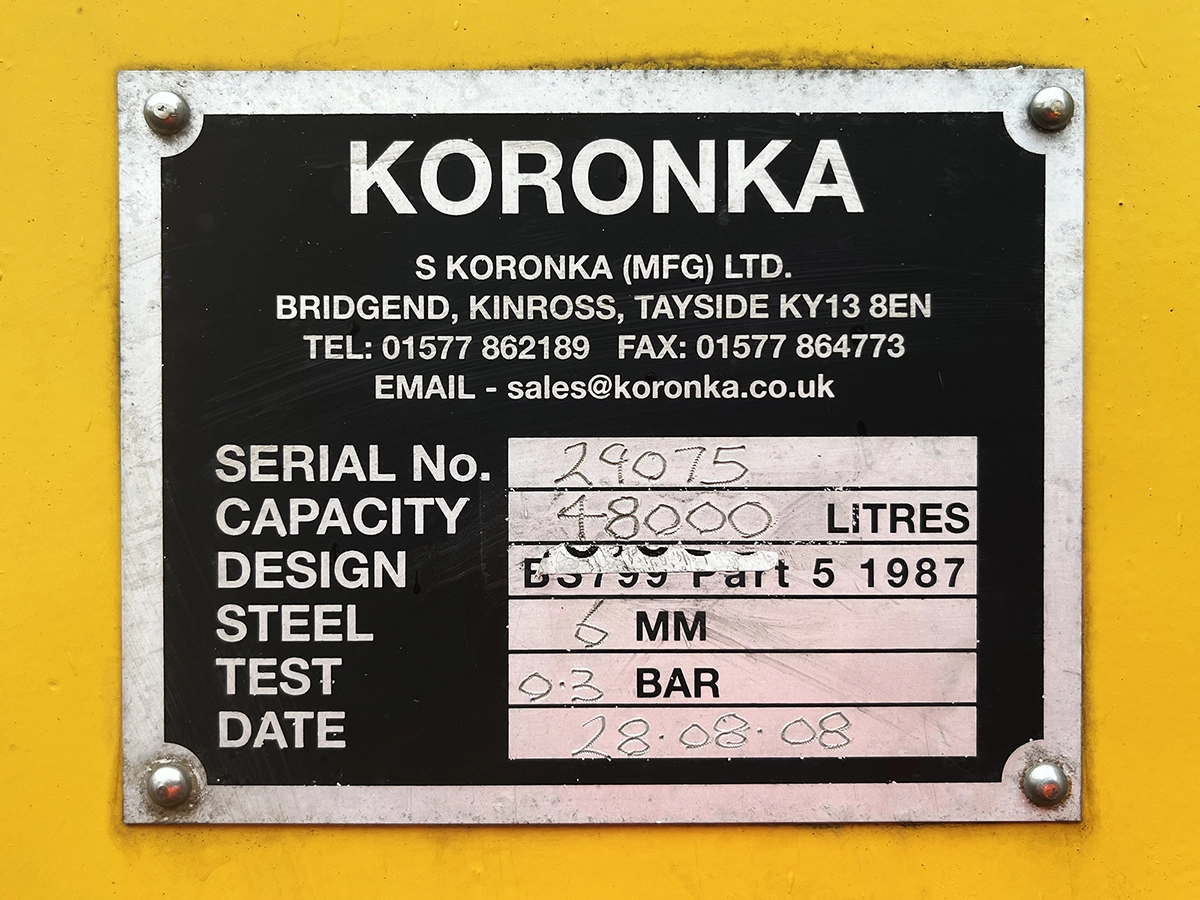 KORONKA
S KORONKA (MFG) LTD.
BRIDGEND, KINROSS, TAYSIDE KY13 8EN
TEL: 01577 862189 FAX: 01577 864773
EMAIL - sales@koronka.co.uk
SERIAL No. 29075
CAPACITY 48000 LITRES
DESIGN BS799 Part 5 1987
STEEL 6 MM
TEST 0.3 BAR
DATE 28.08.08